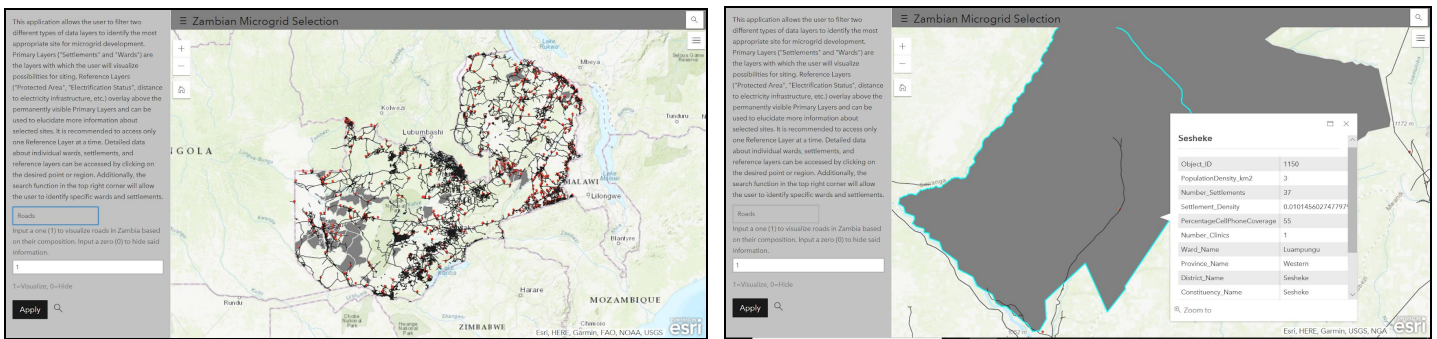 This application allows the user to filter two
different types of data layers to identify the most
appropriate site for microgrid development.
Primary Layers ("Settlements" and "Wards") are
the layers with which the user will visualize
possibilities for siting. Reference Layers
("Protected Area", "Electrification Status", distance
to electricity infrastructure, etc.) overlay above the
permanently visible Primary Layers and can be
used to elucidate more information about
selected sites. It is recommended to access only
one Reference Layer at a time. Detailed data
about individual wards, settlements, and
reference layers can be accessed by clicking on
the desired point or region. Additionally, the
search function in the top right corner will allow
the user to identify specific wards and settlements.
Roads
Input a one (1) to visualize roads in Zambia based
on their composition. Input a zero (0) to hide said
information.
1
1=Visualize, 0=Hide
Apply
Zambian Microgrid Selection
Mbeya
Tunduru
Kolwezi
Lubumbashi
NGOLA
MALAWI
Lilongwe
Blantyre
Harare
Rundu
MOZAMBIQUE
ZIMBABWE
Chimoio
Esri, HERE, Garmin, FAO, NOAA, USGS
esri
This application allows the user to filter two
different types of data layers to identify the most
appropriate site for microgrid development.
Primary Layers ("Settlements" and "Wards") are
the layers with which the user will visualize
possibilities for siting. Reference Layers
("Protected Area", "Electrification Status", distance
to electricity infrastructure, etc.) overlay above the
permanently visible Primary Layers and can be
used to elucidate more information about
selected sites. It is recommended to access only
one Reference Layer at a time. Detailed data
about individual wards, settlements, and
reference layers can be accessed by clicking on
the desired point or region. Additionally, the
search function in the top right corner will allow
the user to identify specific wards and settlements.
Roads
Input a one (1) to visualize roads in Zambia based
on their composition. Input a zero (0) to hide said
information.
1
1=Visualize, 0=Hide
Apply
Zambian Microgrid Selection
1172 m
Sesheke
Object_ID 1150
PopulationDensity_km2 3
Number_Settlements 37
Settlement_Density
PercentageCellPhoneCoverage 55
Number_Clinics 1
Ward_Name Luampungu
Province_Name Western
District_Name Sesheke
Constituency_Name Sesheke
Zoom to
Esri, HERE, Garmin, USGS, NGA
esri